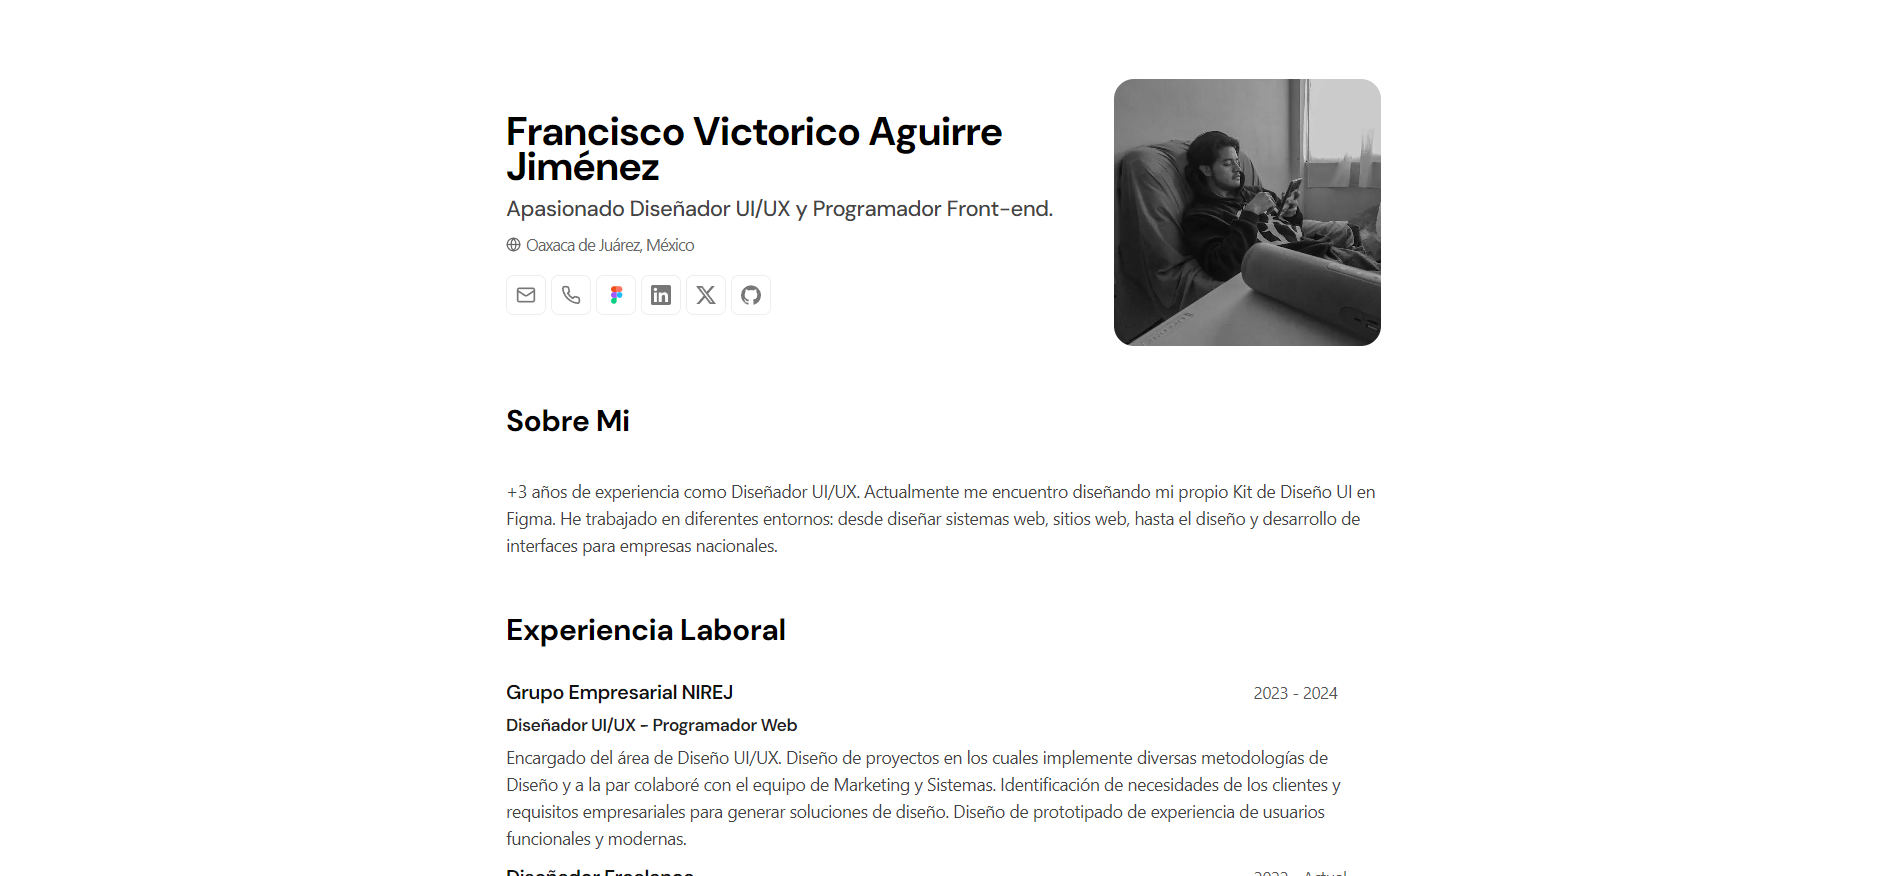 Francisco Victorico Aguirre
Jiménez
Apasionado Diseñador UI/UX y Programador Front-end.
Oaxaca de Juárez, México
Sobre Mi
+3 años de experiencia como Diseñador UI/UX. Actualmente me encuentro diseñando mi propio Kit de Diseño UI en
Figma. He trabajado en diferentes entornos: desde diseñar sistemas web, sitios web, hasta el diseño y desarrollo de
interfaces para empresas nacionales.
Experiencia Laboral
Grupo Empresarial NIREJ 2023 - 2024
Diseñador UI/UX - Programador Web
Encargado del área de Diseño UI/UX. Diseño de proyectos en los cuales implemente diversas metodologías de
Diseño y a la par colaboré con el equipo de Marketing y Sistemas. Identificación de necesidades de los clientes y
requisitos empresariales para generar soluciones de diseño. Diseño de prototipado de experiencia de usuarios
funcionales y modernas.
Diseñador Freelance 2022 - Actual